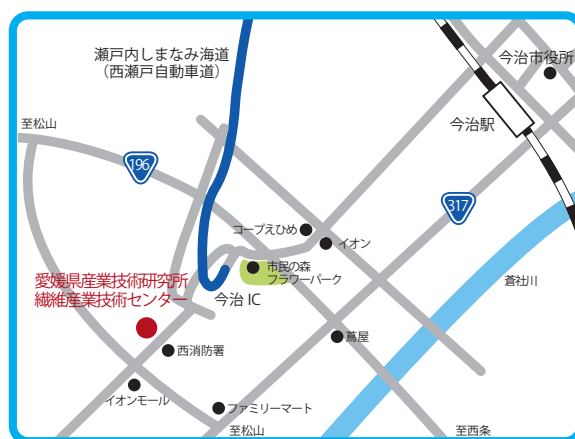 瀬戸内しまなみ海道
（西瀬戸自動車道）
今治市役所
至松山
今治駅
196
317
コープえひめ
イオン
市民の森
フラワーパーク
愛媛県産業技術研究所
繊維産業技術センター
今治 IC
蒼社川
蔦屋
西消防署
イオンモール
ファミリーマート
至松山
至西条